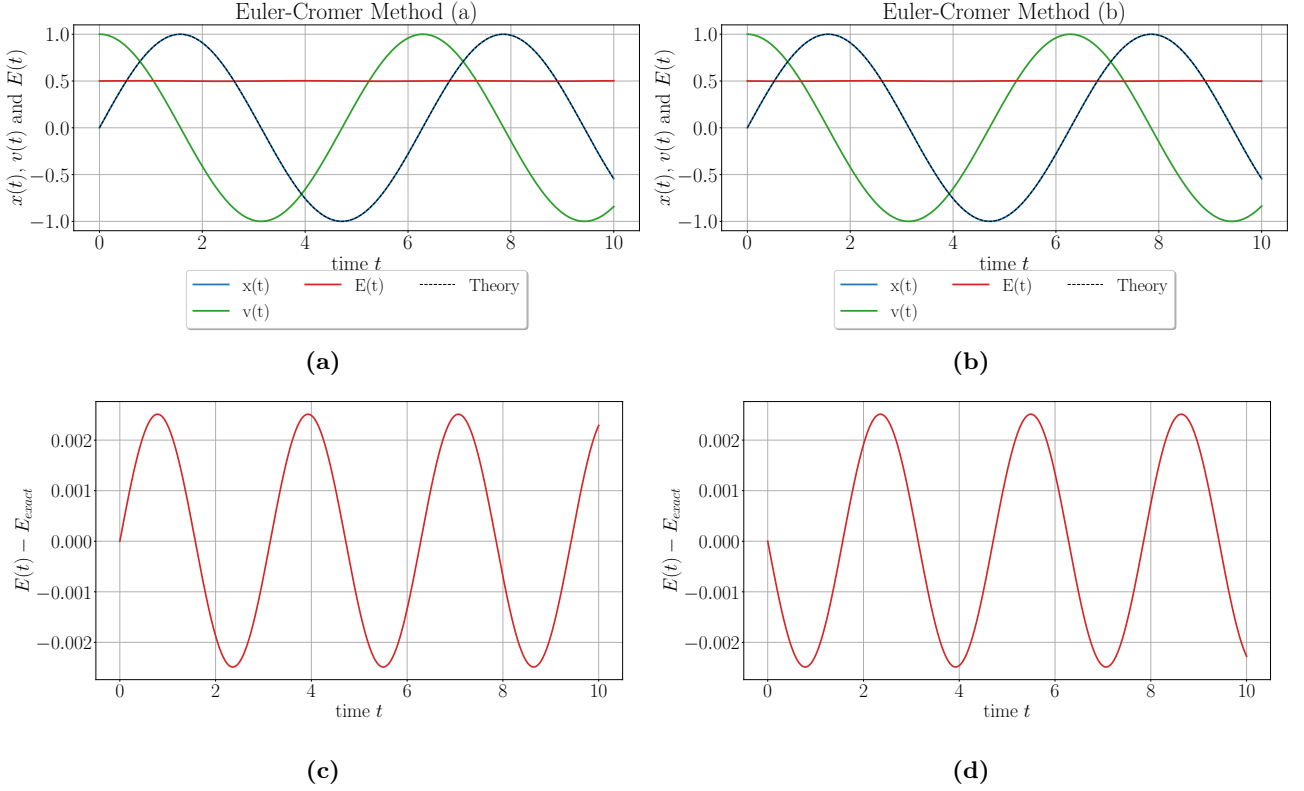 Euler-Cromer Method (a)
x(t), v(t) and E(t)
1.0
0.5
0.0
−0.5
−1.0
0 2 4 6 8 10
time t
x(t) E(t) Theory
v(t)
(a)
Euler-Cromer Method (b)
x(t), v(t) and E(t)
1.0
0.5
0.0
−0.5
−1.0
0 2 4 6 8 10
time t
x(t) E(t) Theory
v(t)
(b)
E(t) − E_exact
0.002
0.001
0.000
−0.001
−0.002
0 2 4 6 8 10
time t
(c)
E(t) − E_exact
0.002
0.001
0.000
−0.001
−0.002
0 2 4 6 8 10
time t
(d)